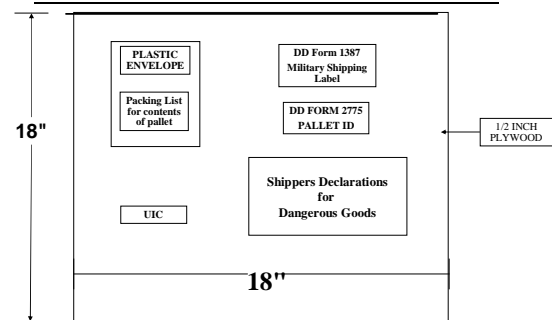 PLASTIC
ENVELOPE
Packing List
for contents
of pallet
DD Form 1387
Military Shipping
Label
DD FORM 2775
PALLET ID
18"
1/2 INCH
PLYWOOD
Shippers Declarations
for
Dangerous Goods
UIC
18"